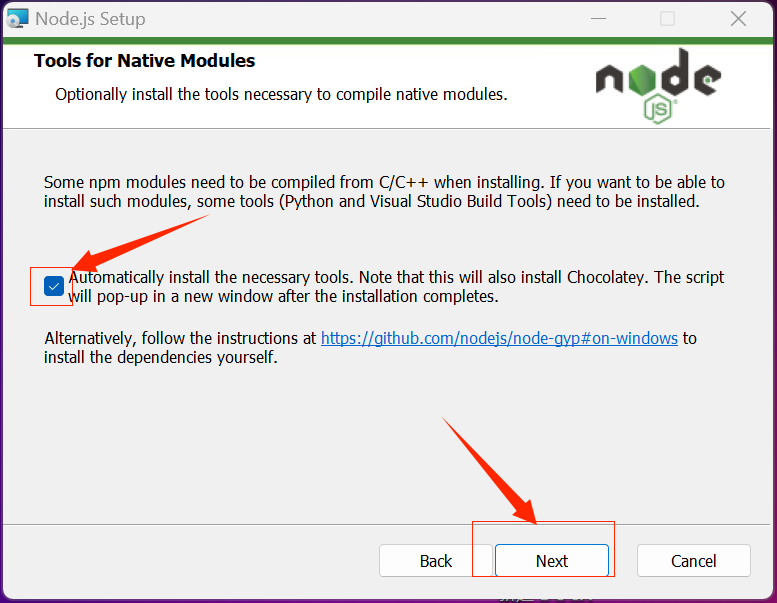 Node.js Setup
Tools for Native Modules
Optionally install the tools necessary to compile native modules.
node
JS
Some npm modules need to be compiled from C/C++ when installing. If you want to be able to
install such modules, some tools (Python and Visual Studio Build Tools) need to be installed.
Automatically install the necessary tools. Note that this will also install Chocolatey. The script
will pop-up in a new window after the installation completes.
Alternatively, follow the instructions at https://github.com/nodejs/node-gyp#on-windows to
install the dependencies yourself.
Back
Next
Cancel